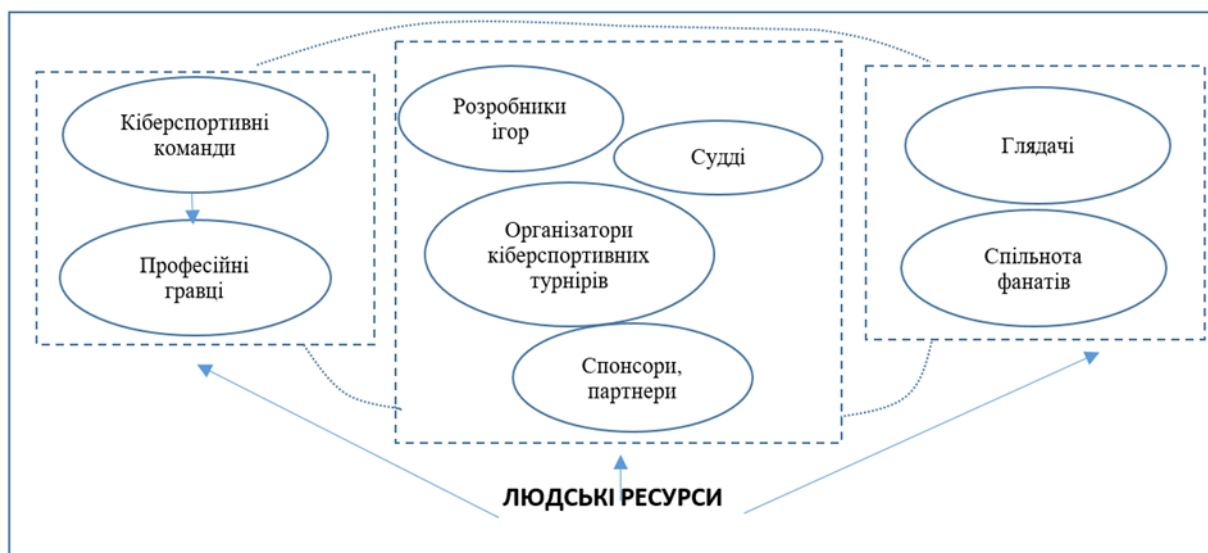 Кіберспортивні
команди
Професійні
гравці
Розробники
ігор
Судді
Організатори
кіберспортивних
турнірів
Спонсори,
партнери
Глядачі
Спільнота
фанатів
ЛЮДСЬКІ РЕСУРСИ